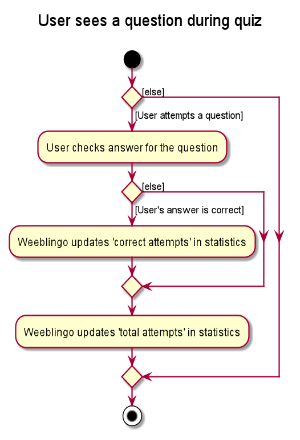 User sees a question during quiz
[else]
[User attempts a question]
User checks answer for the question
[else]
[User's answer is correct]
Weeblingo updates 'correct attempts' in statistics
Weeblingo updates 'total attempts' in statistics